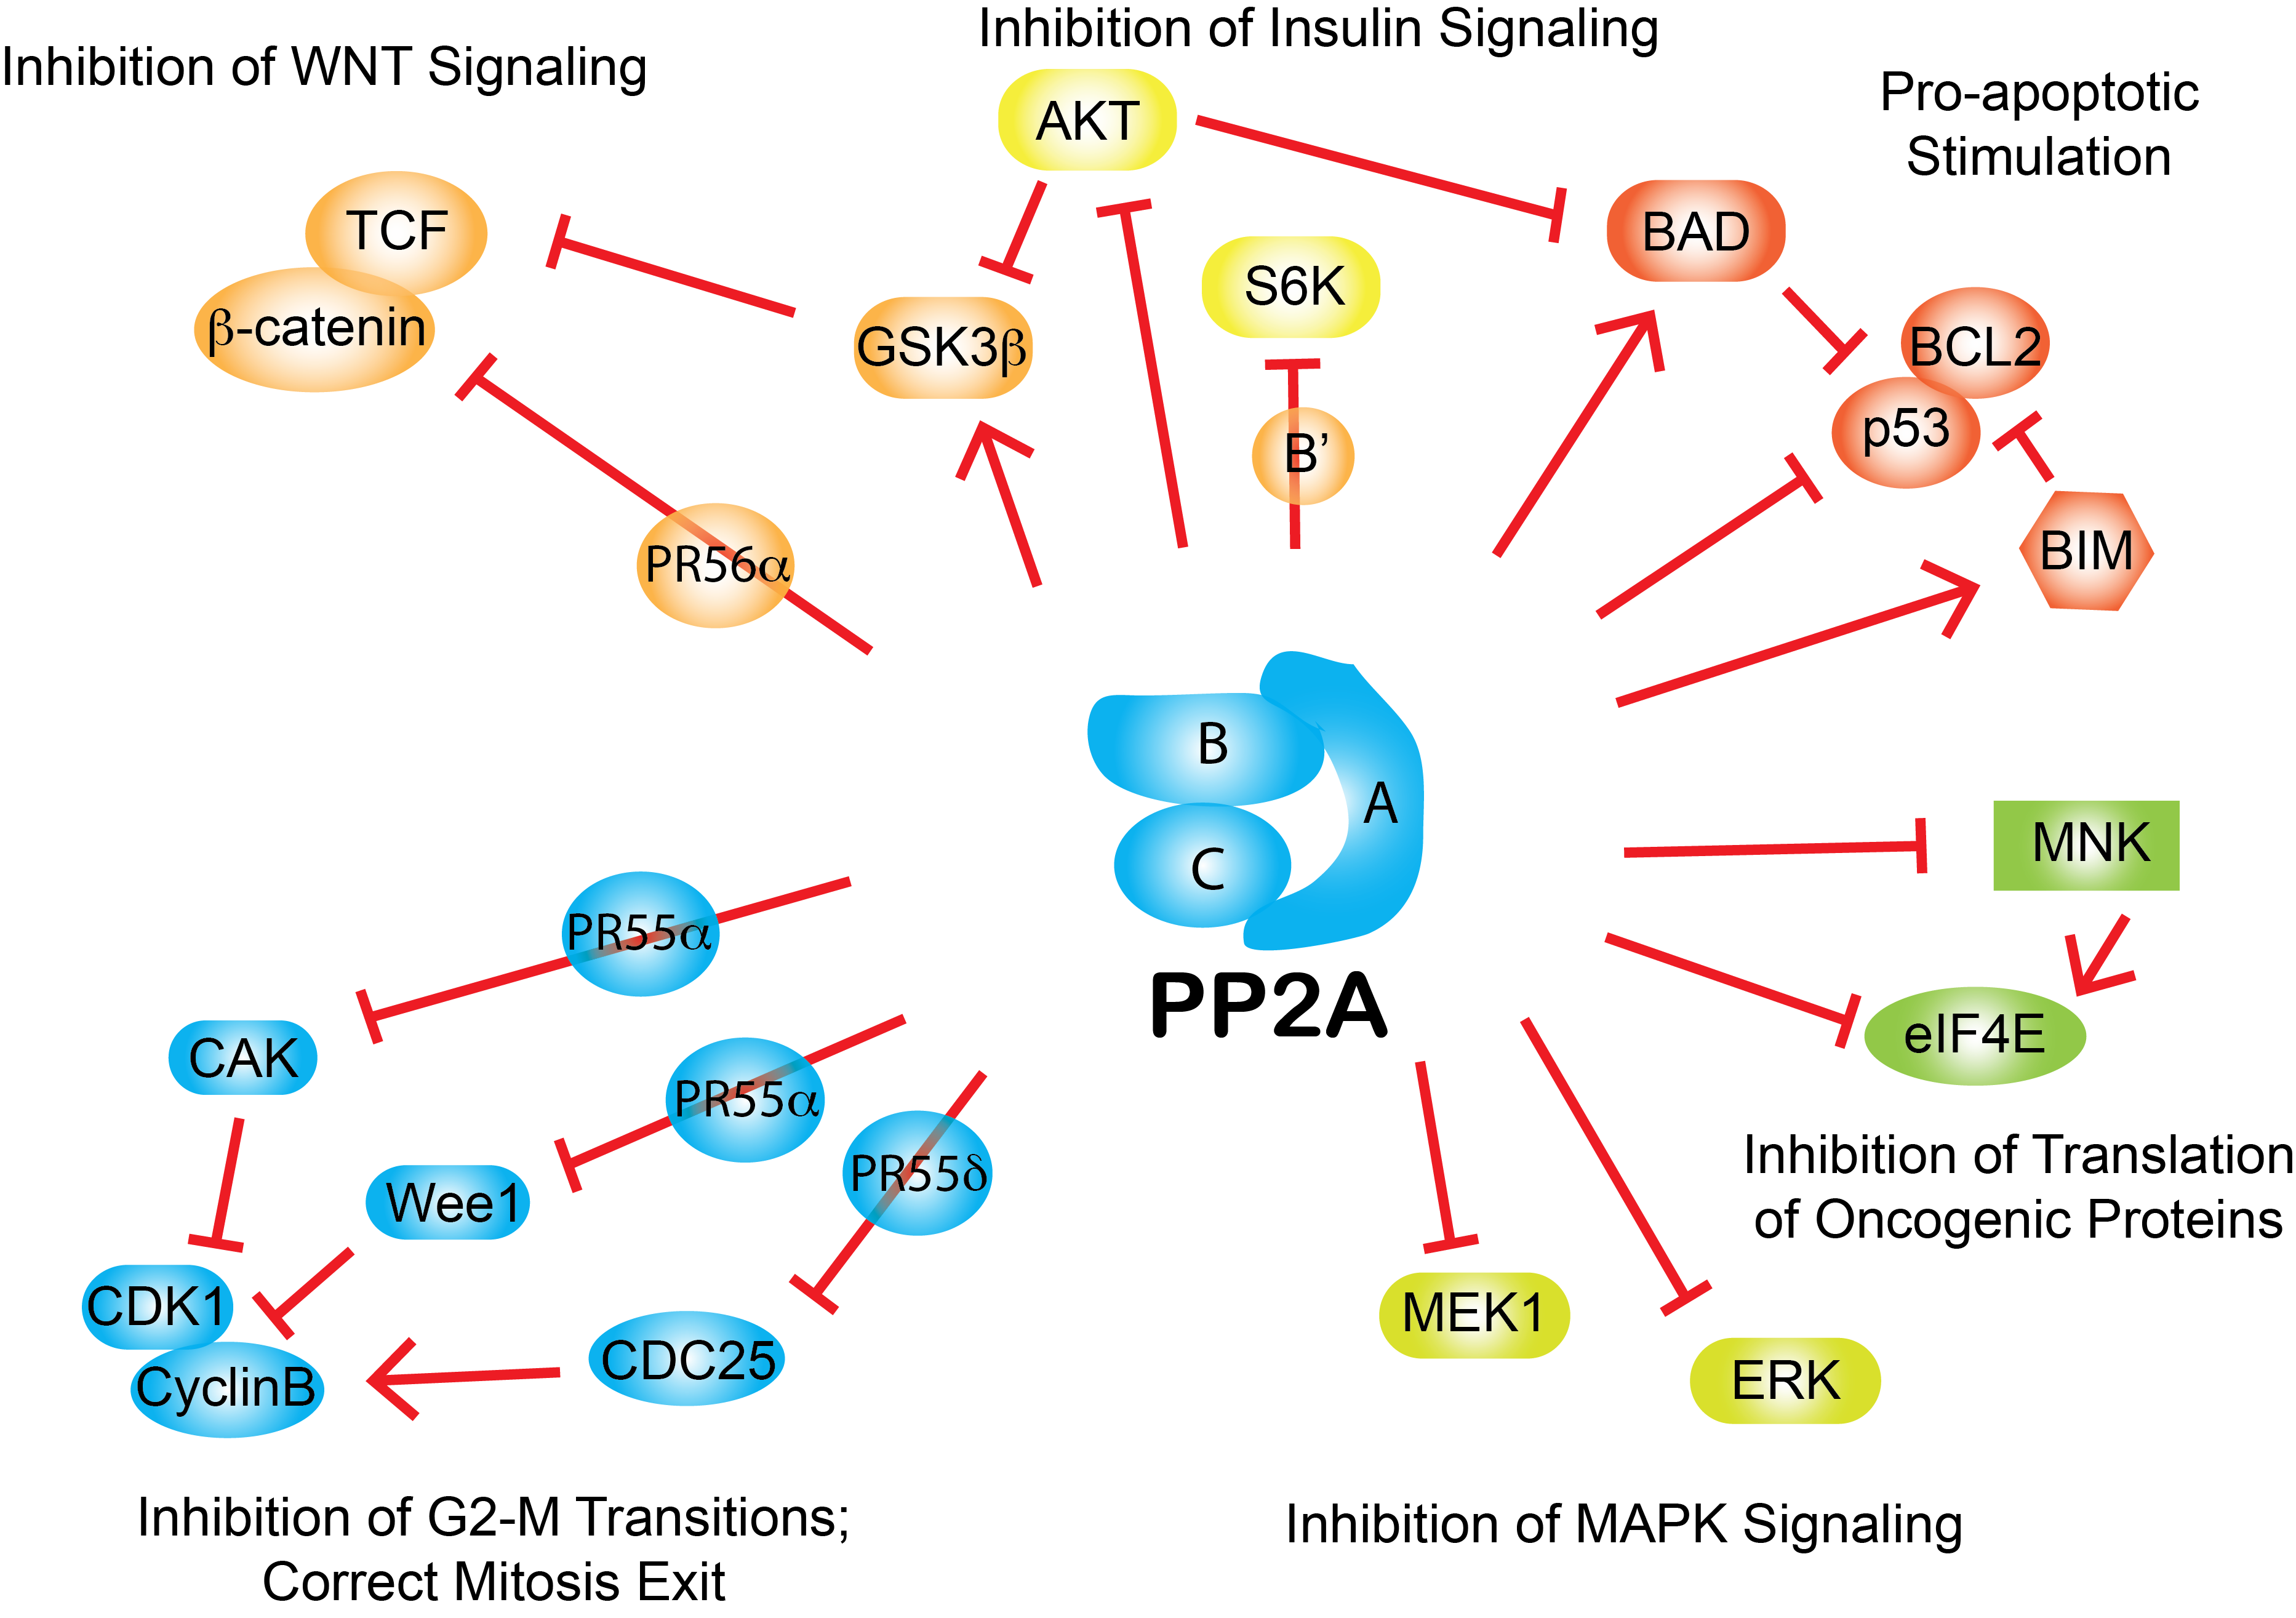 Inhibition of WNT Signaling
Inhibition of Insulin Signaling
Pro-apoptotic
Stimulation
AKT
TCF
β-catenin
GSK3β
S6K
B’
BAD
BCL2
p53
BIM
PR56α
B
A
C
PP2A
MNK
eIF4E
Inhibition of Translation
of Oncogenic Proteins
PR55α
CAK
PR55α
PR55δ
Wee1
CDK1
CyclinB
CDC25
MEK1
ERK
Inhibition of G2-M Transitions;
Correct Mitosis Exit
Inhibition of MAPK Signaling